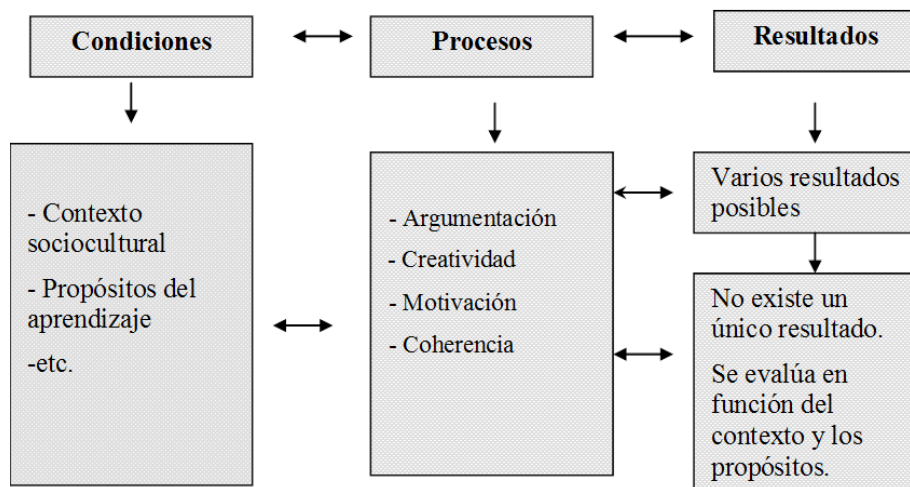 Condiciones
Procesos
Resultados
- Contexto
sociocultural
- Propósitos del
aprendizaje
-etc.
- Argumentación
- Creatividad
- Motivación
- Coherencia
Varios resultados
posibles
No existe un
único resultado.
Se evalúa en
función del
contexto y los
propósitos.